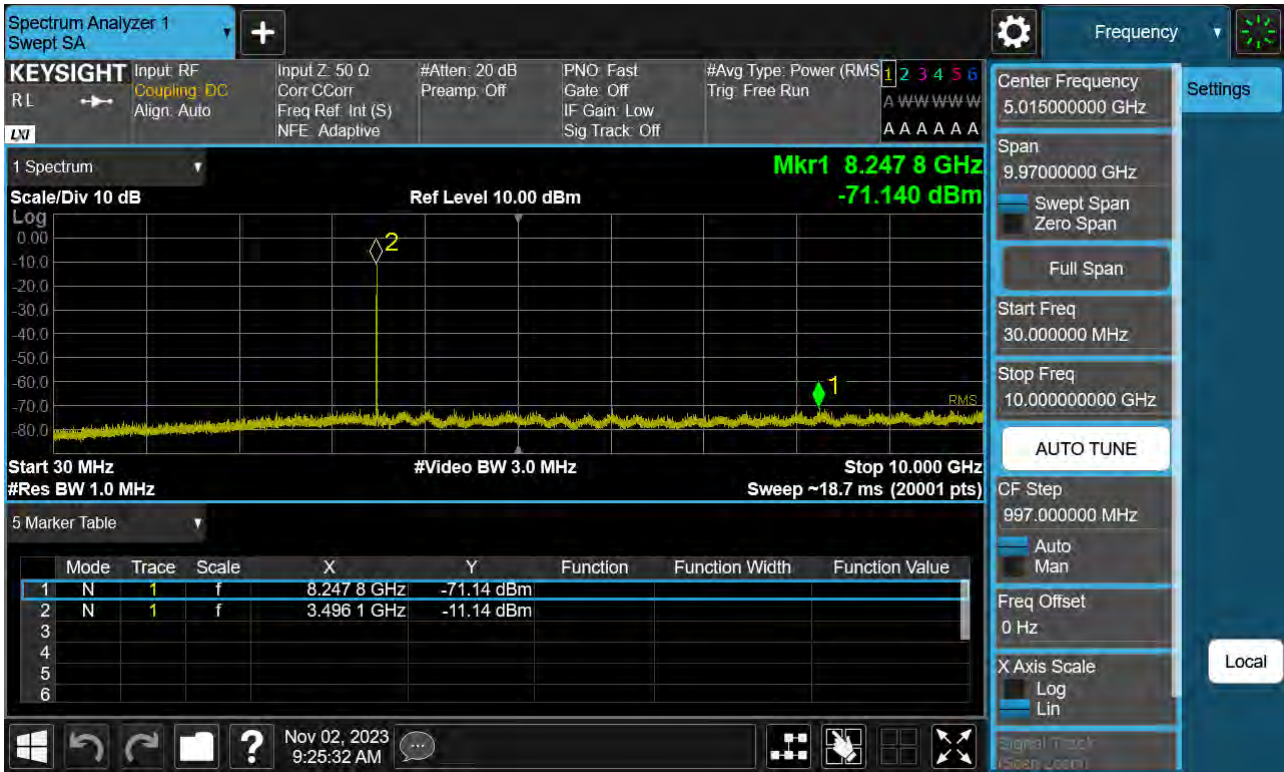 Spectrum Analyzer 1
Swept SA
+
Frequency
KEYSIGHT
RL
LXI
Input: RF
Coupling: DC
Align: Auto
Input Z: 50 Ω
Corr CCorr
Freq Ref: Int (S)
NFE: Adaptive
#Atten: 20 dB
Preamp: Off
PNO: Fast
Gate: Off
IF Gain: Low
Sig Track: Off
#Avg Type: Power (RMS
Trig: Free Run
1 2 3 4 5 6
A W W W W W
A A A A A A
1 Spectrum
Mkr1 8.247 8 GHz
-71.140 dBm
Scale/Div 10 dB
Ref Level 10.00 dBm
Log
0.00
-10.0
-20.0
-30.0
-40.0
-50.0
-60.0
-70.0
-80.0
2
1
RMS
Start 30 MHz
#Video BW 3.0 MHz
Stop 10.000 GHz
#Res BW 1.0 MHz
Sweep ~18.7 ms (20001 pts)
5 Marker Table
Mode Trace Scale X Y Function Function Width Function Value
1 N 1 f 8.247 8 GHz -71.14 dBm
2 N 1 f 3.496 1 GHz -11.14 dBm
3
4
5
6
Center Frequency
5.015000000 GHz
Settings
Span
9.97000000 GHz
Swept Span
Zero Span
Full Span
Start Freq
30.000000 MHz
Stop Freq
10.000000000 GHz
AUTO TUNE
CF Step
997.000000 MHz
Auto
Man
Freq Offset
0 Hz
X Axis Scale
Log
Lin
Signal Track
(Span Zoom)
Local
?
Nov 02, 2023
9:25:32 AM